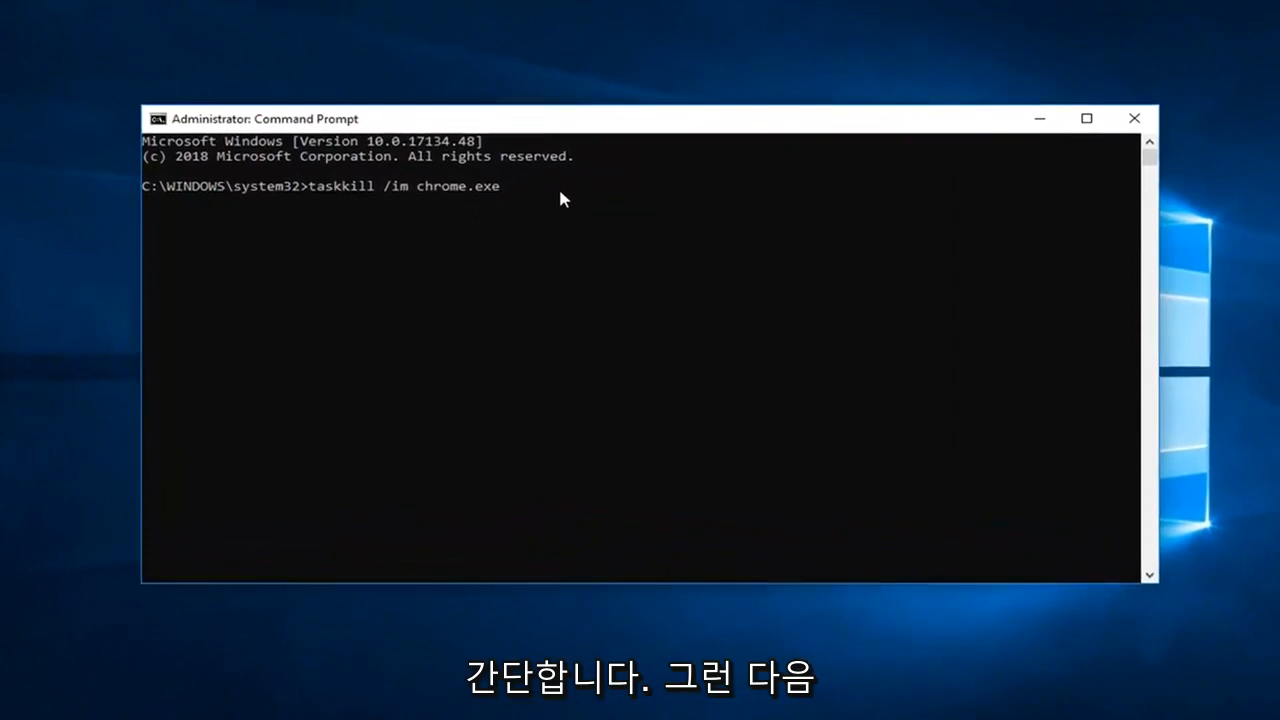 Administrator: Command Prompt
Microsoft Windows [Version 10.0.17134.48]
(c) 2018 Microsoft Corporation. All rights reserved.
C:\WINDOWS\system32>taskkill /im chrome.exe
간단합니다. 그런 다음